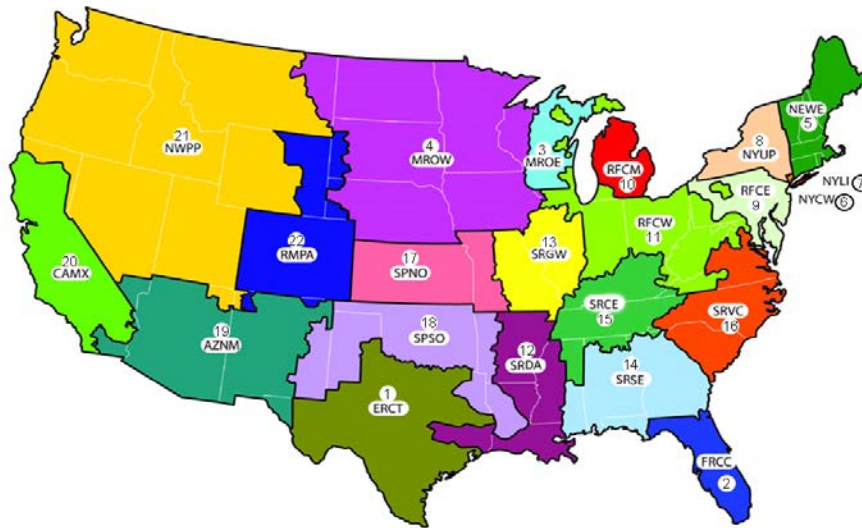 21
NWPP
4
MROW
3
MROE
RFCM
10
NEWE
5
8
NYUP
NYLI 7
NYCW 6
RFCE
9
RFCW
11
20
CAMX
22
RMPA
17
SPNO
13
SRGW
SRCE
15
SRVC
16
19
AZNM
18
SPSO
12
SRDA
14
SRSE
1
ERCT
FRCC
2